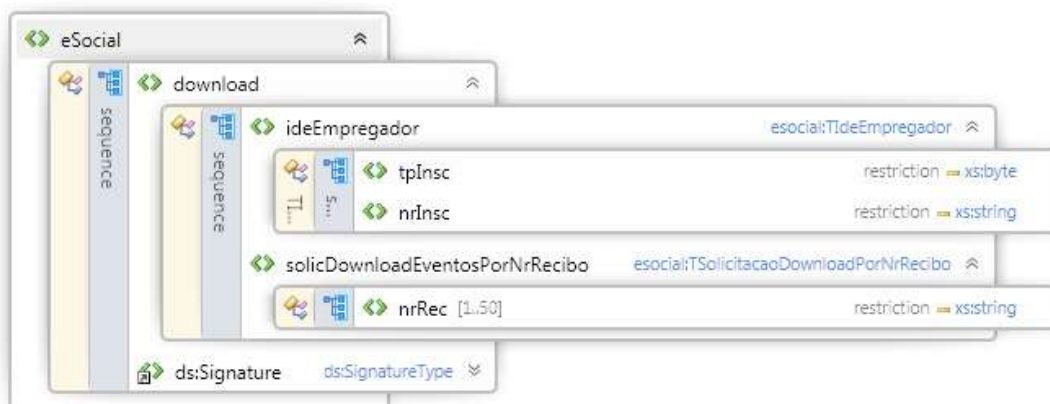 eSocial
sequence
download
sequence
ideEmpregador esocial:TIdeEmpregador
TI...
s...
tpInsc restriction xs:byte
nrInsc restriction xs:string
solicDownloadEventosPorNrRecibo esocial:TSolicitacaoDownloadPorNrRecibo
nrRec [1..50] restriction xs:string
ds:Signature ds:SignatureType